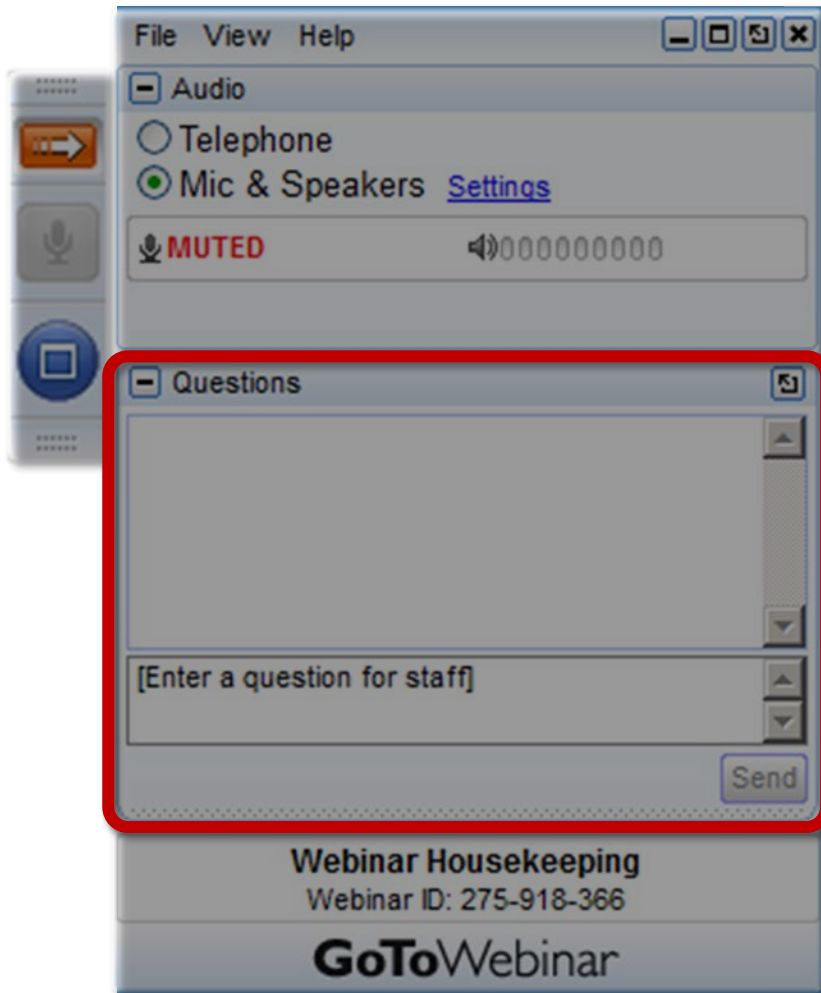 File View Help
Audio
Telephone
Mic & Speakers Settings
MUTED 000000000
Questions
[Enter a question for staff]
Send
Webinar Housekeeping
Webinar ID: 275-918-366
GoToWebinar